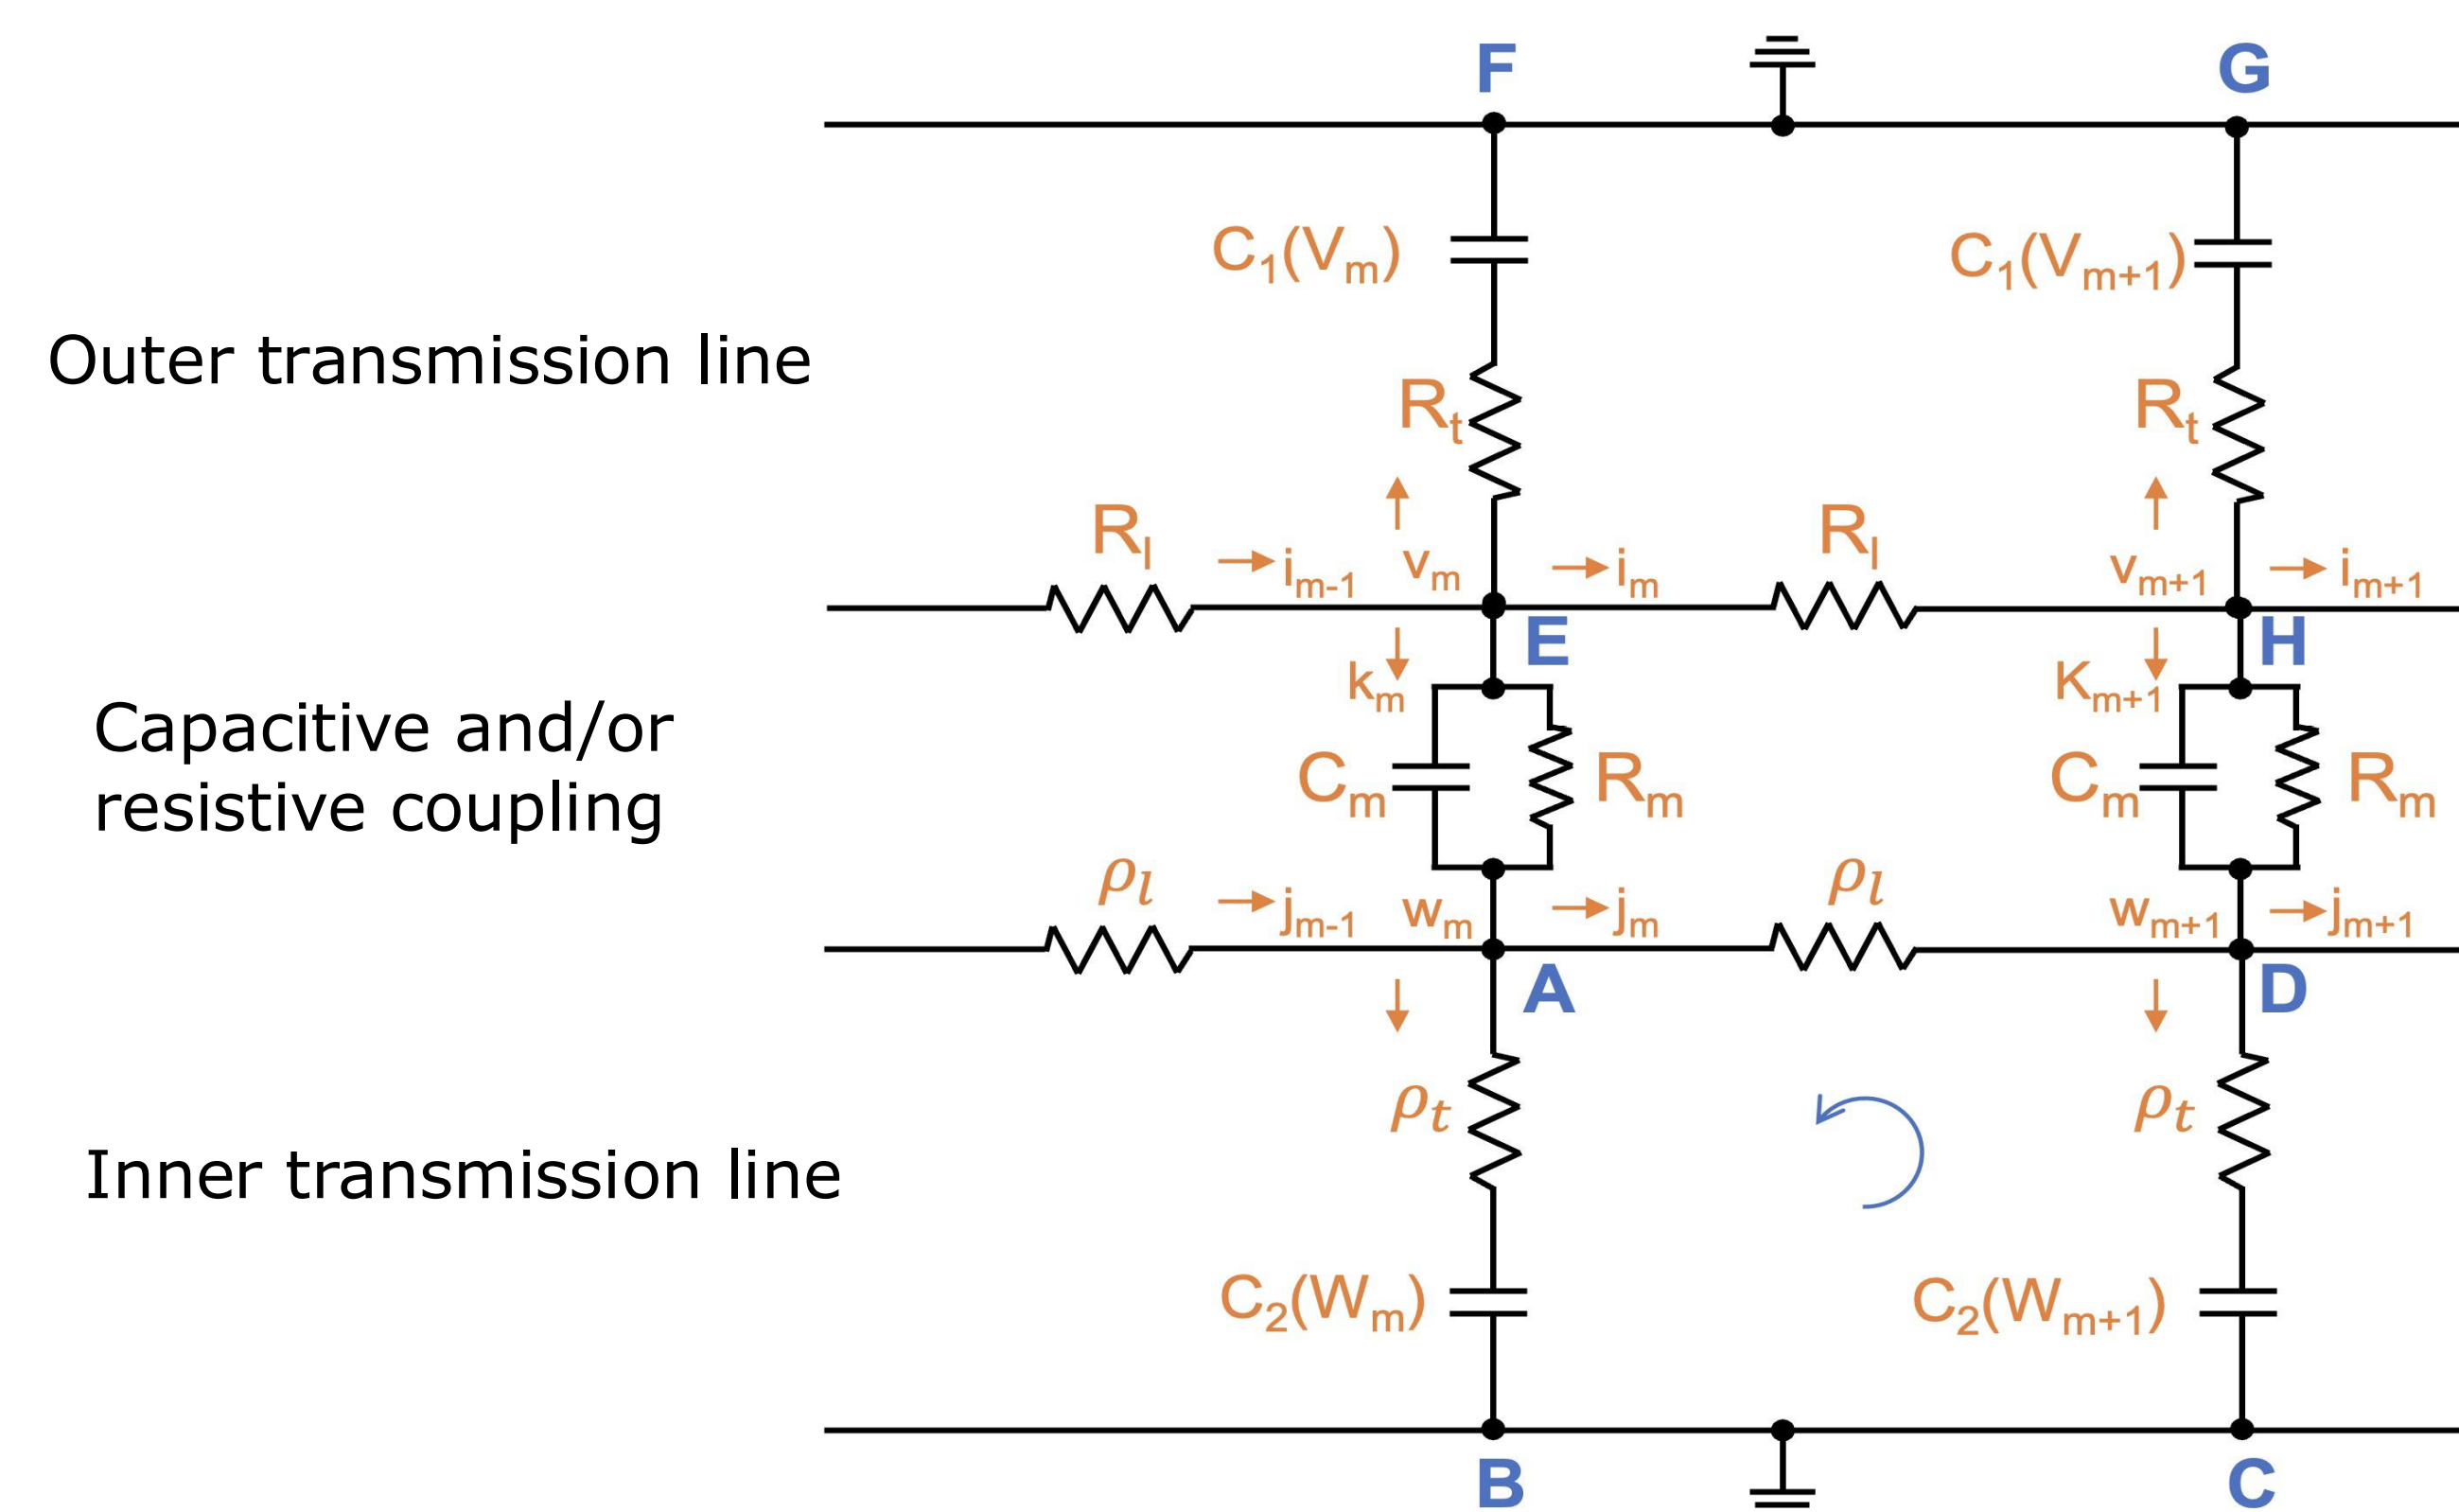 F
G
C₁(Vₘ)
C₁(Vₘ₊₁)
Outer transmission line
Rₜ
Rₜ
Rₗ
iₘ₋₁
vₘ
iₘ
Rₗ
vₘ₊₁
iₘ₊₁
E
H
kₘ
Kₘ₊₁
Capacitive and/or
resistive coupling
Cₘ
Rₘ
Cₘ
Rₘ
ρₗ
jₘ₋₁
wₘ
jₘ
ρₗ
wₘ₊₁
jₘ₊₁
A
D
ρₜ
ρₜ
Inner transmission line
C₂(Wₘ)
C₂(Wₘ₊₁)
B
C